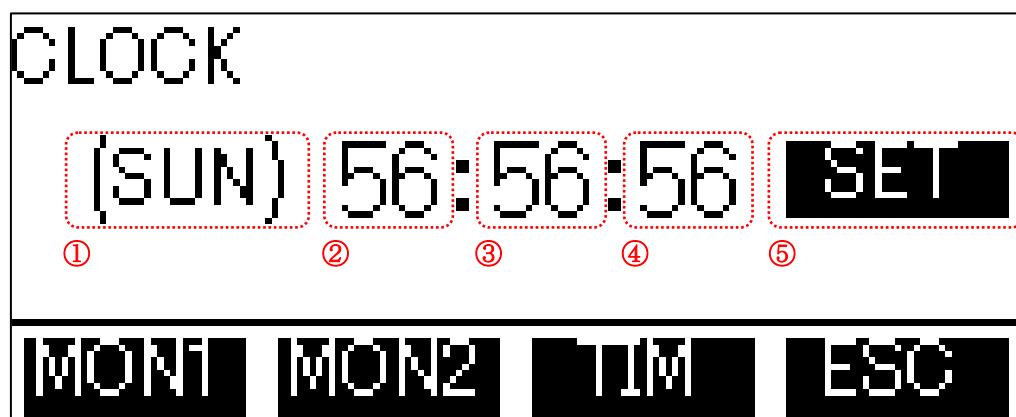 CLOCK
(SUN) 56:56:56 SET
① ② ③ ④ ⑤
MON1 MON2 TIM ESC